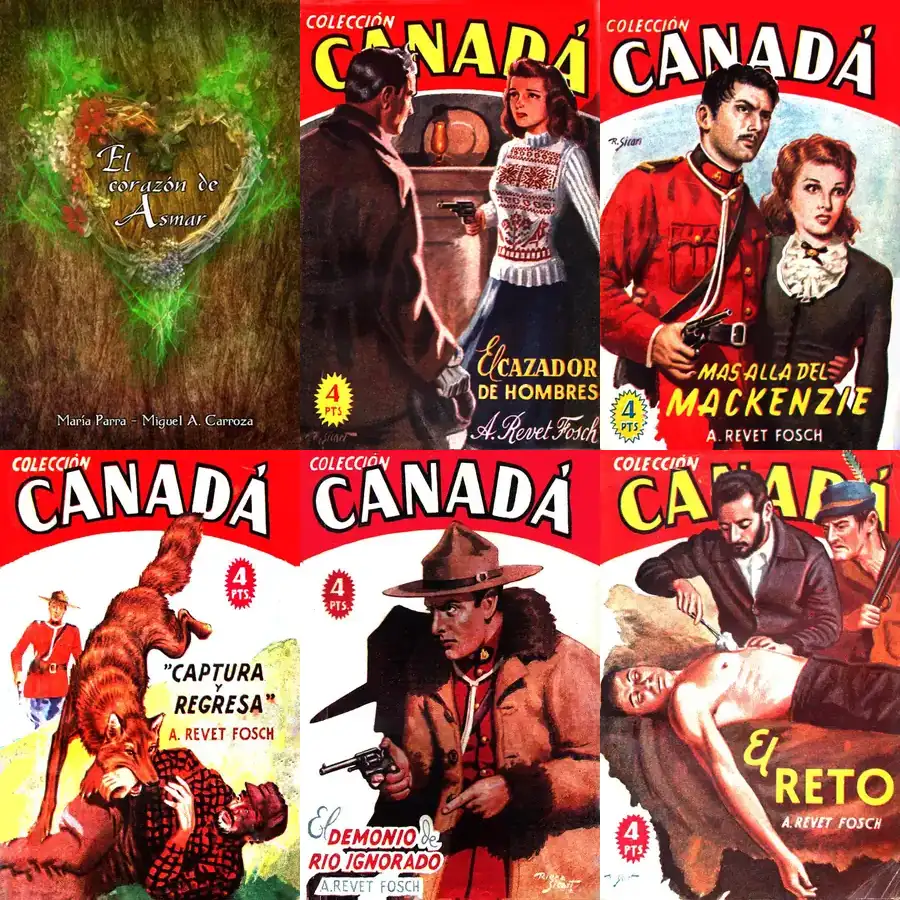 El
corazón de
Asmar
María Parra - Miguel A. Carroza
COLECCIÓN
CANADÁ
El CAZADOR
DE HOMBRES
4
PTS
A. Revet Fosch
COLECCIÓN
CANADÁ
R. Sicart
MAS ALLA DEL
MACKENZIE
4
PTS
A. REVET FOSCH
COLECCIÓN
CANADÁ
4
PTS.
"CAPTURA
Y
REGRESA"
A. REVET FOSCH
COLECCIÓN
CANADÁ
4
PTS.
El
DEMONIO de
RIO IGNORADO
A. REVET FOSCH
COLECCIÓN
CANADÁ
El
RETO
A. REVET FOSCH
4
PTS